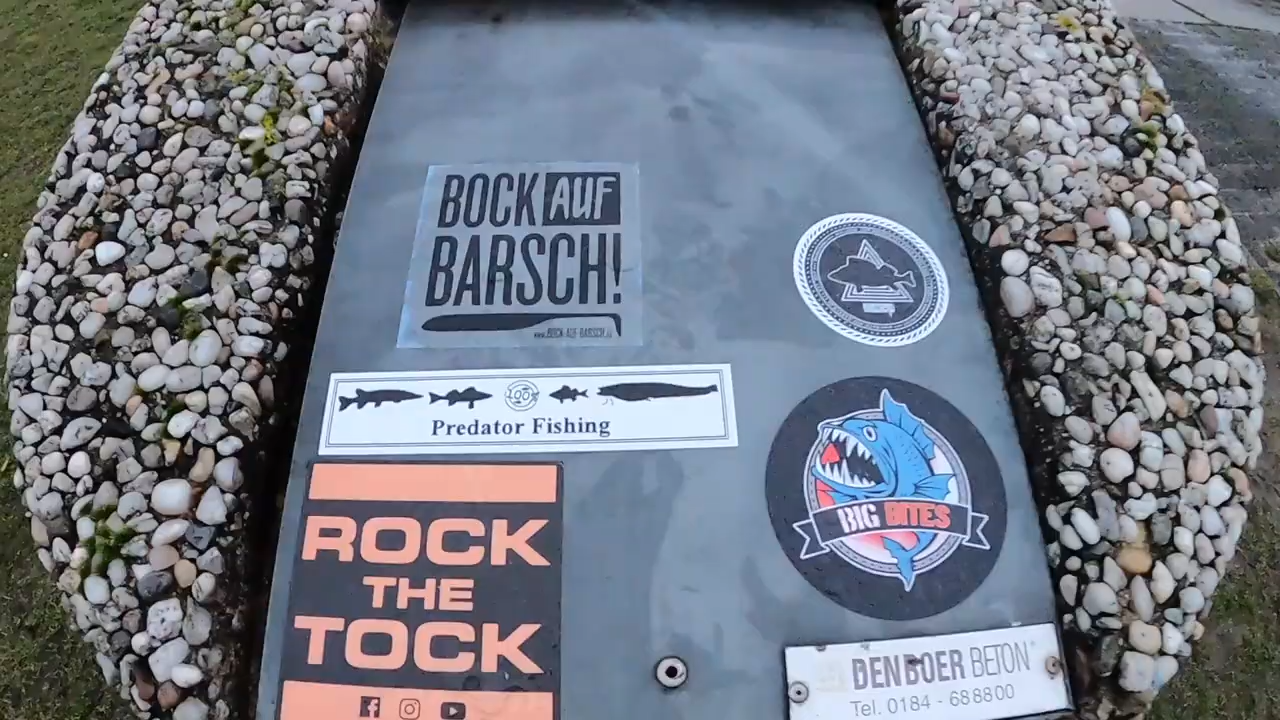 BOCK AUF
BARSCH!
www.BOCK-AUF-BARSCH.
Predator Fishing
BIG BITES
ROCK
THE
TOCK
DEN BOER BETON
Tel. 0184 - 688800